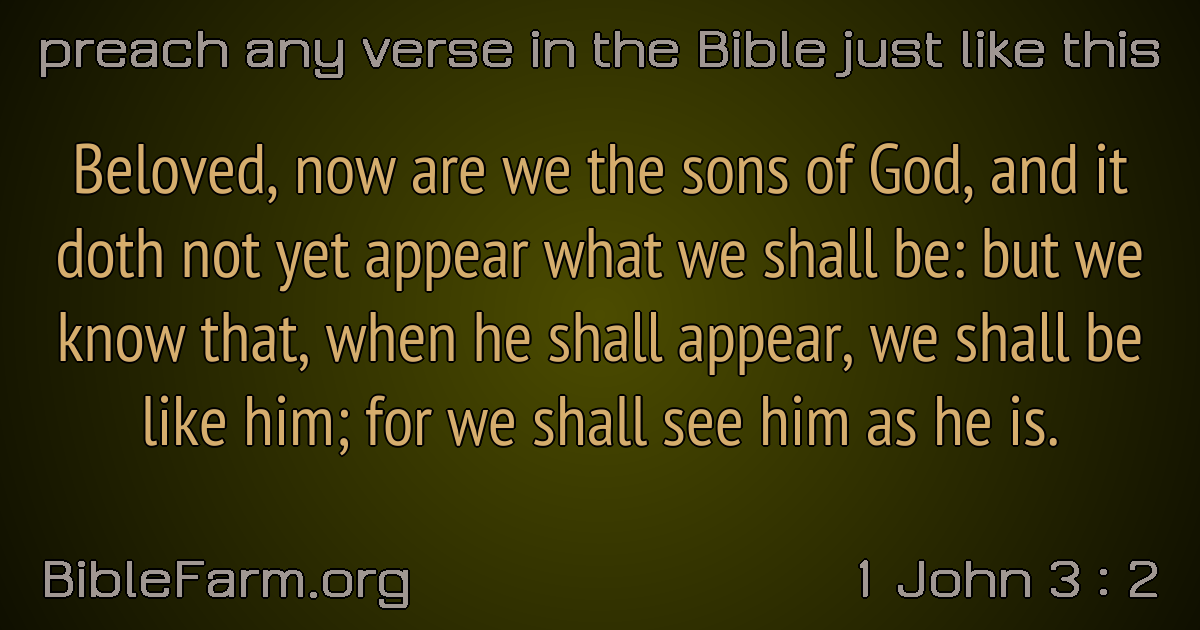 preach any verse in the Bible just like this
Beloved, now are we the sons of God, and it
doth not yet appear what we shall be: but we
know that, when he shall appear, we shall be
like him; for we shall see him as he is.
BibleFarm.org
1 John 3 : 2